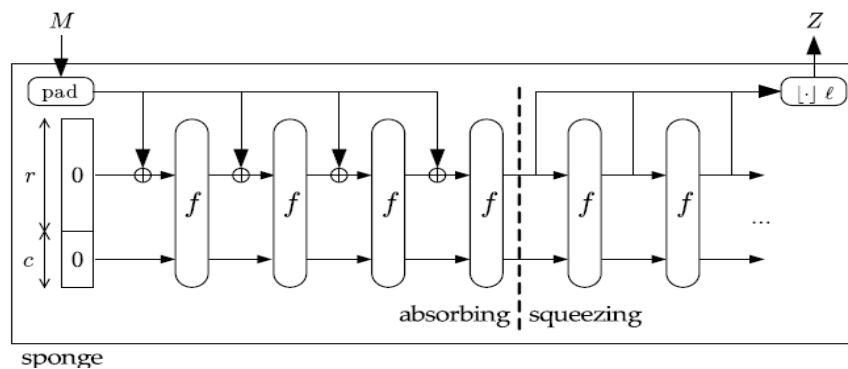 M Z
pad ⌊·⌋ ℓ
r 0 f f f f f f
c 0 ...
absorbing squeezing
sponge